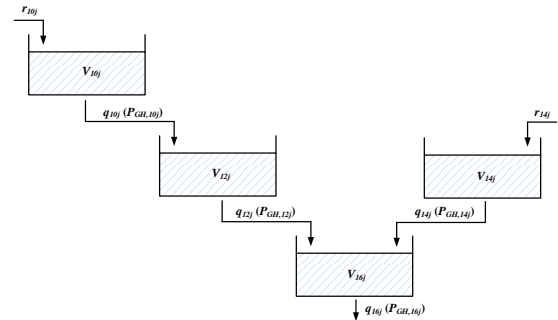 r10j
V10j
q10j (PGH,10j)
r14j
V12j
V14j
q12j (PGH,12j)
q14j (PGH,14j)
V16j
q16j (PGH,16j)